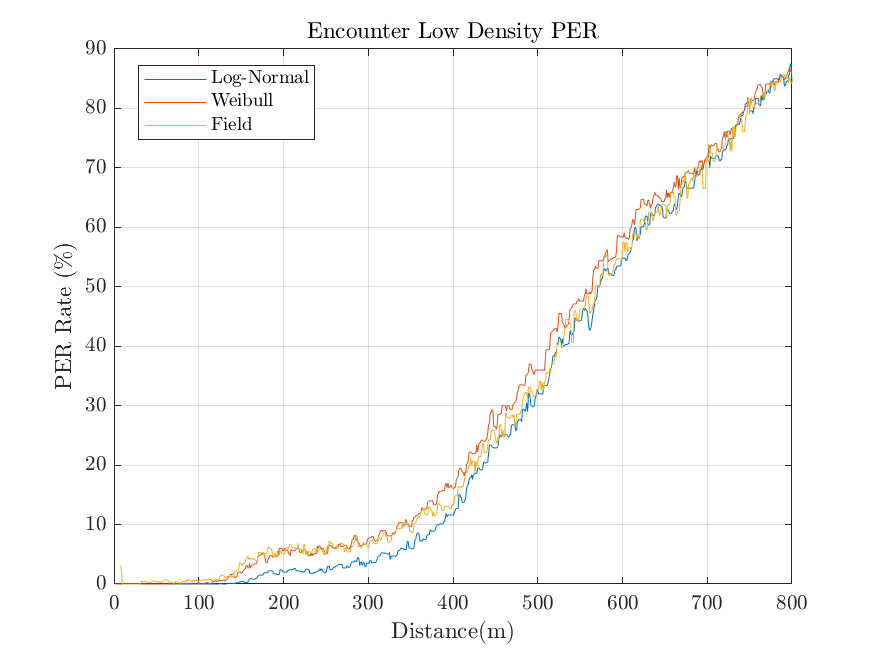 Encounter Low Density PER
90
80
70
60
50
40
30
20
10
0
PER Rate (%)
Log-Normal
Weibull
Field
0 100 200 300 400 500 600 700 800
Distance(m)